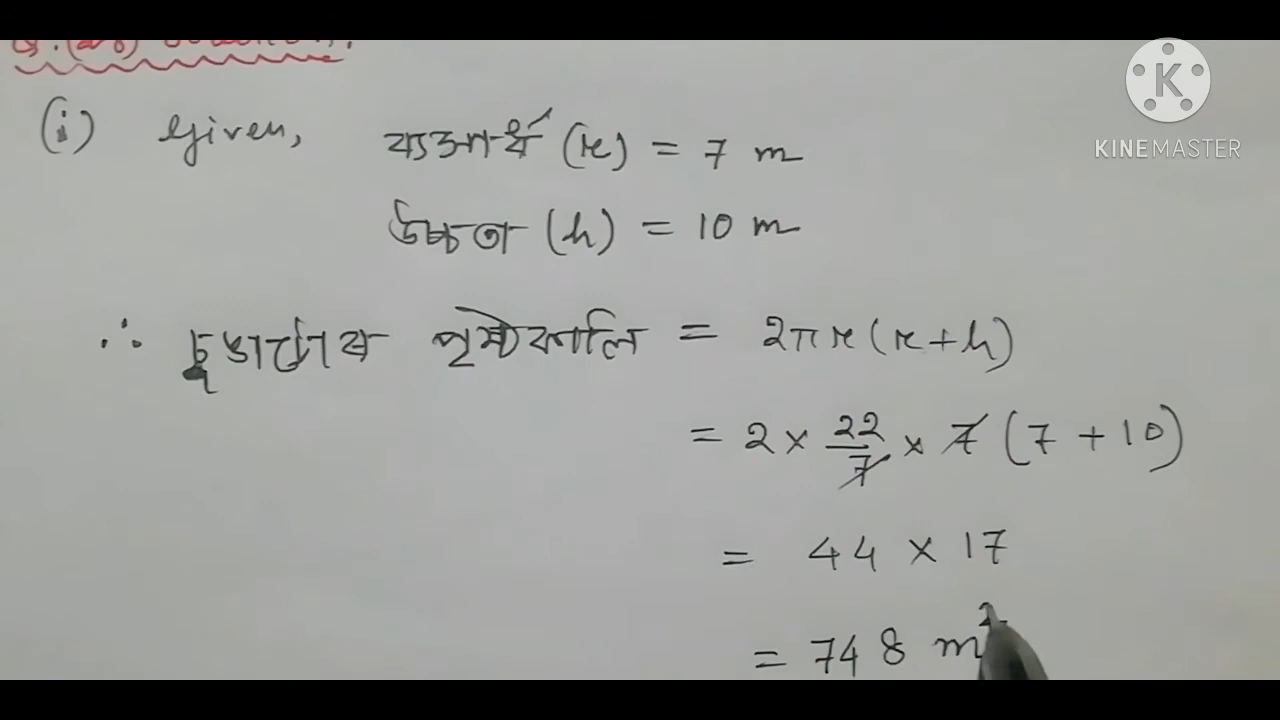 (i) Given, ব্যাসার্ধ (r) = 7 m
উচ্চতা (h) = 10 m
∴ চুঙাটোৰ পৃষ্ঠকালি = 2πr(r+h)
= 2 × 22/7 × 7 (7 + 10)
= 44 × 17
= 748 m²
K
KINEMASTER